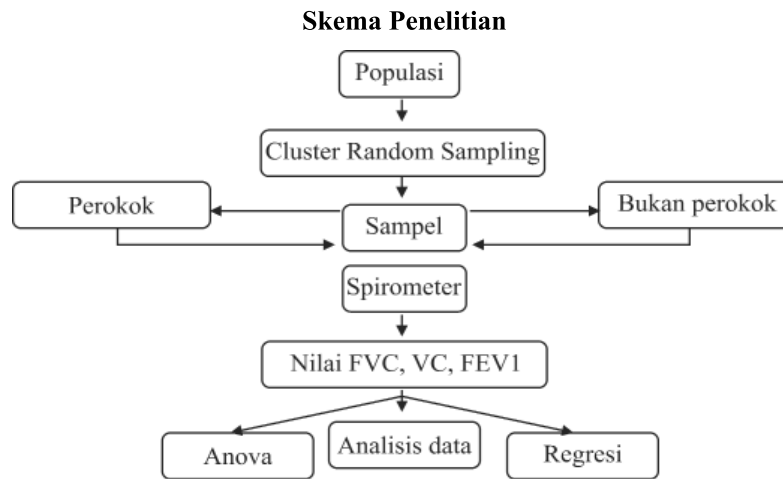 Skema Penelitian
Populasi
Cluster Random Sampling
Perokok
Sampel
Bukan perokok
Spirometer
Nilai FVC, VC, FEV1
Anova
Analisis data
Regresi